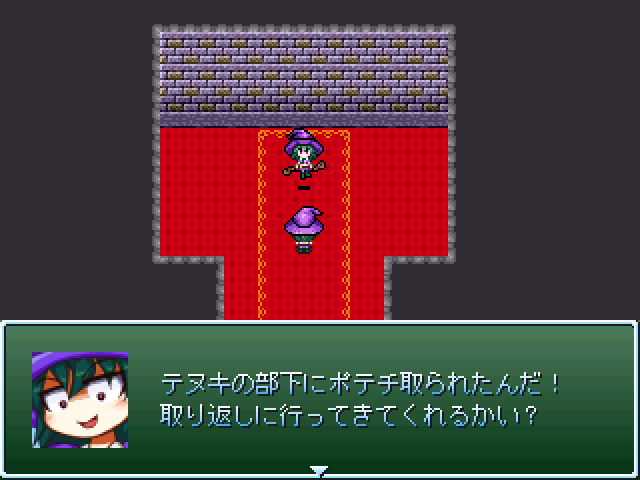 テヌキの部下にポテチ取られたんだ！
取り返しに行ってきてくれるかい？